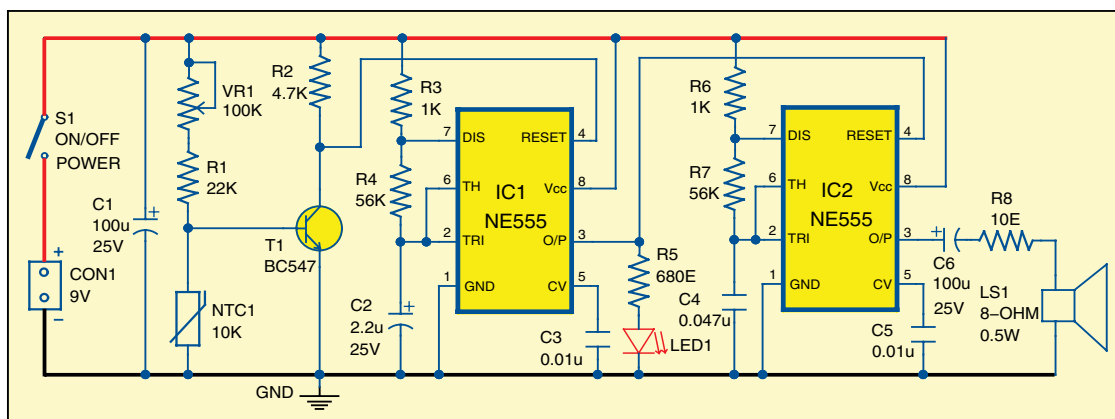 S1
ON/OFF
POWER
+
CON1
9V
–
C1
100u
25V
+
VR1
100K
R1
22K
NTC1
10K
R2
4.7K
T1
BC547
GND
R3
1K
R4
56K
C2
2.2u
25V
+
7
DIS
RESET
4
6
TH
IC1
Vcc
8
NE555
2
TRI
O/P
3
1
GND
CV
5
C3
0.01u
R5
680E
LED1
R6
1K
R7
56K
C4
0.047u
7
DIS
RESET
4
6
TH
IC2
Vcc
8
NE555
2
TRI
O/P
3
1
GND
CV
5
C5
0.01u
+
C6
100u
25V
R8
10E
LS1
8–OHM
0.5W